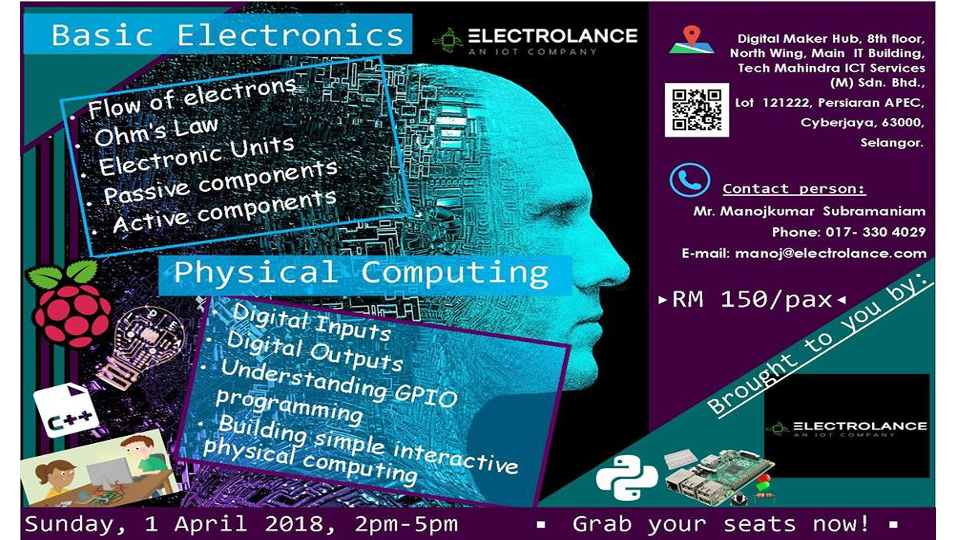 Basic Electronics
ELECTROLANCE
AN IOT COMPANY
• Flow of electrons
• Ohm's Law
• Electronic Units
• Passive components
• Active components
Physical Computing
• Digital Inputs
• Digital Outputs
• Understanding GPIO
programming
• Building simple interactive
physical computing
C++
Digital Maker Hub, 8th floor,
North Wing, Main IT Building,
Tech Mahindra ICT Services
(M) Sdn. Bhd.,
Lot 121222, Persiaran APEC,
Cyberjaya, 63000,
Selangor.
Contact person:
Mr. Manojkumar Subramaniam
Phone: 017- 330 4029
E-mail: manoj@electrolance.com
▸RM 150/pax◂
Brought to you by:
ELECTROLANCE
AN IOT COMPANY
Sunday, 1 April 2018, 2pm-5pm ▪ Grab your seats now! ▪